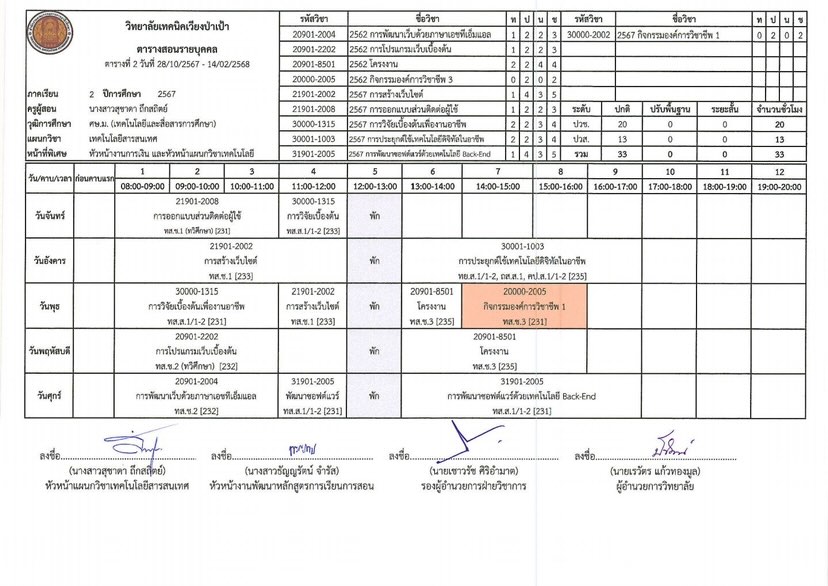 วิทยาลัยเทคนิคเวียงป่าเป้า
ตารางสอนรายบุคคล
ตารางที่ 2 วันที่ 28/10/2567 - 14/02/2568
ภาคเรียน 2 ปีการศึกษา 2567
ครูผู้สอน นางสาวสุชาดา ถึกสถิตย์
วุฒิการศึกษา ศษ.ม. (เทคโนโลยีและสื่อสารการศึกษา)
แผนกวิชา เทคโนโลยีสารสนเทศ
หน้าที่พิเศษ หัวหน้างานการเงิน และหัวหน้าแผนกวิชาเทคโนโลยี
รหัสวิชา ชื่อวิชา ท ป น ช รหัสวิชา ชื่อวิชา ท ป น ช
20901-2004 2562 การพัฒนาเว็บด้วยภาษาเอชทีเอ็มแอล 1 2 2 3 30000-2002 2567 กิจกรรมองค์การวิชาชีพ 1 0 2 0 2
20901-2202 2562 การโปรแกรมเว็บเบื้องต้น 1 2 2 3
20901-8501 2562 โครงงาน 2 2 4 4
20000-2005 2562 กิจกรรมองค์การวิชาชีพ 3 0 2 0 2
21901-2002 2567 การสร้างเว็บไซต์ 1 4 3 5
21901-2008 2567 การออกแบบส่วนติดต่อผู้ใช้ 1 2 2 3 ระดับ ปกติ ปรับพื้นฐาน ระยะสั้น จำนวนชั่วโมง
30000-1315 2567 การวิจัยเบื้องต้นเพื่องานอาชีพ 2 2 3 4 ปวช. 20 0 0 20
30001-1003 2567 การประยุกต์ใช้เทคโนโลยีดิจิทัลในอาชีพ 2 2 3 4 ปวส. 13 0 0 13
31901-2005 2567 การพัฒนาซอฟต์แวร์ด้วยเทคโนโลยี Back-End 1 4 3 5 รวม 33 0 0 33
วัน/คาบ/เวลา ก่อนคาบแรก 1 2 3 4 5 6 7 8 9 10 11 12
08:00-09:00 09:00-10:00 10:00-11:00 11:00-12:00 12:00-13:00 13:00-14:00 14:00-15:00 15:00-16:00 16:00-17:00 17:00-18:00 18:00-19:00 19:00-20:00
21901-2008 30000-1315
วันจันทร์ การออกแบบส่วนติดต่อผู้ใช้ การวิจัยเบื้องต้น พัก
ทส.ช.1 (ทวิศึกษา) [231] ทส.ส.1/1-2 [233]
21901-2002 30001-1003
วันอังคาร การสร้างเว็บไซต์ พัก การประยุกต์ใช้เทคโนโลยีดิจิทัลในอาชีพ
ทส.ช.1 [233] ทย.ส.1/1-2, ถส.ส.1, คป.ส.1/1-2 [235]
30000-1315 21901-2002 20901-8501 20000-2005
วันพุธ การวิจัยเบื้องต้นเพื่องานอาชีพ การสร้างเว็บไซต์ พัก โครงงาน กิจกรรมองค์การวิชาชีพ 1
ทส.ส.1/1-2 [231] ทส.ช.1 [233] ทส.ช.3 [235] ทส.ช.3 [231]
20901-2202 20901-8501
วันพฤหัสบดี การโปรแกรมเว็บเบื้องต้น พัก โครงงาน
ทส.ช.2 (ทวิศึกษา) [232] ทส.ช.3 [235]
20901-2004 31901-2005 31901-2005
วันศุกร์ การพัฒนาเว็บด้วยภาษาเอชทีเอ็มแอล พัฒนาซอฟต์แวร์ พัก การพัฒนาซอฟต์แวร์ด้วยเทคโนโลยี Back-End
ทส.ช.2 [232] ทส.ส.1/1-2 [231] ทส.ส.1/1-2 [231]
ลงชื่อ ลงชื่อ ลงชื่อ ลงชื่อ
(นางสาวสุชาดา ถึกสถิตย์) (นางสาวธัญญรัตน์ จำรัส) (นายเชาวรัช ศิริอำมาต) (นายเรวัตร แก้วทองมูล)
หัวหน้าแผนกวิชาเทคโนโลยีสารสนเทศ หัวหน้างานพัฒนาหลักสูตรการเรียนการสอน รองผู้อำนวยการฝ่ายวิชาการ ผู้อำนวยการวิทยาลัย